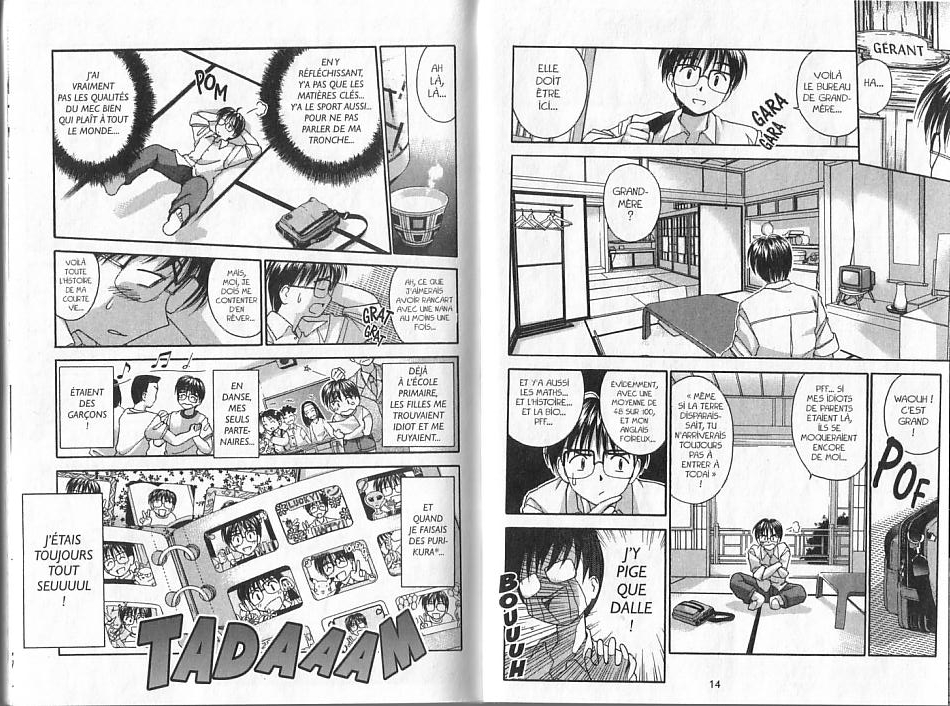 GÉRANT
HA...
VOILÀ
LE BUREAU
DE GRAND-
MÈRE...
GARA
GARA
ELLE
DOIT
ÊTRE
ICI...
GRAND-
MÈRE
?
WAOUH !
C'EST
GRAND
!
POF
PFF... SI
MES IDIOTS
DE PARENTS
ÉTAIENT LÀ,
ILS SE
MOQUERAIENT
ENCORE
DE MOI...
« MÊME
SI LA TERRE
DISPARAIS-
SAIT, TU
N'ARRIVERAIS
TOUJOURS
PAS À
ENTRER À
TODAI »
!
ÉVIDEMMENT,
AVEC UNE
MOYENNE DE
48 SUR 100,
ET MON
ANGLAIS
FOIREUX...
ET Y'A AUSSI
LES MATHS...
ET L'HISTOIRE...
ET LA BIO...
PFF...
J'Y
PIGE
QUE
DALLE
!
BOUUUH
14
AH
LÀ,
LÀ...
EN Y
RÉFLÉCHISSANT,
Y'A PAS QUE LES
MATIÈRES CLÉS...
Y'A LE SPORT AUSSI...
POUR NE PAS
PARLER DE MA
TRONCHE...
POM
J'AI
VRAIMENT
PAS LES QUALITÉS
DU MEC BIEN
QUI PLAÎT À TOUT
LE MONDE....
AH, CE QUE
J'AIMERAIS
AVOIR RANCART
AVEC UNE NANA
AU MOINS UNE
FOIS...
GRAT
GRAT
MAIS,
MOI, JE
DOIS ME
CONTENTER
D'EN
RÊVER...
VOILÀ
TOUTE
L'HISTOIRE
DE MA
COURTE
VIE...
DÉJÀ
À L'ÉCOLE
PRIMAIRE,
LES FILLES ME
TROUVAIENT
IDIOT ET ME
FUYAIENT...
EN
DANSE,
MES
SEULS
PARTE-
NAIRES...
ÉTAIENT
DES
GARÇONS
!
ET
QUAND
JE FAISAIS
DES PURI-
KURA*...
LUCKY!
J'ÉTAIS
TOUJOURS
TOUT
SEUUUUL
!
TADAAAM